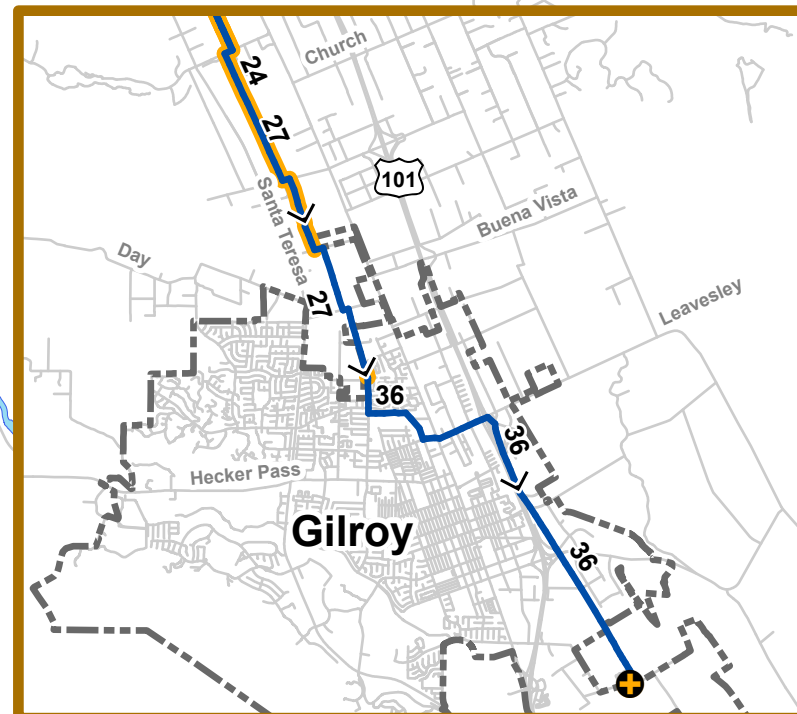 Church
24
27
101
Santa Teresa
Buena Vista
Day
27
Leavesley
36
36
Hecker Pass
Gilroy
36